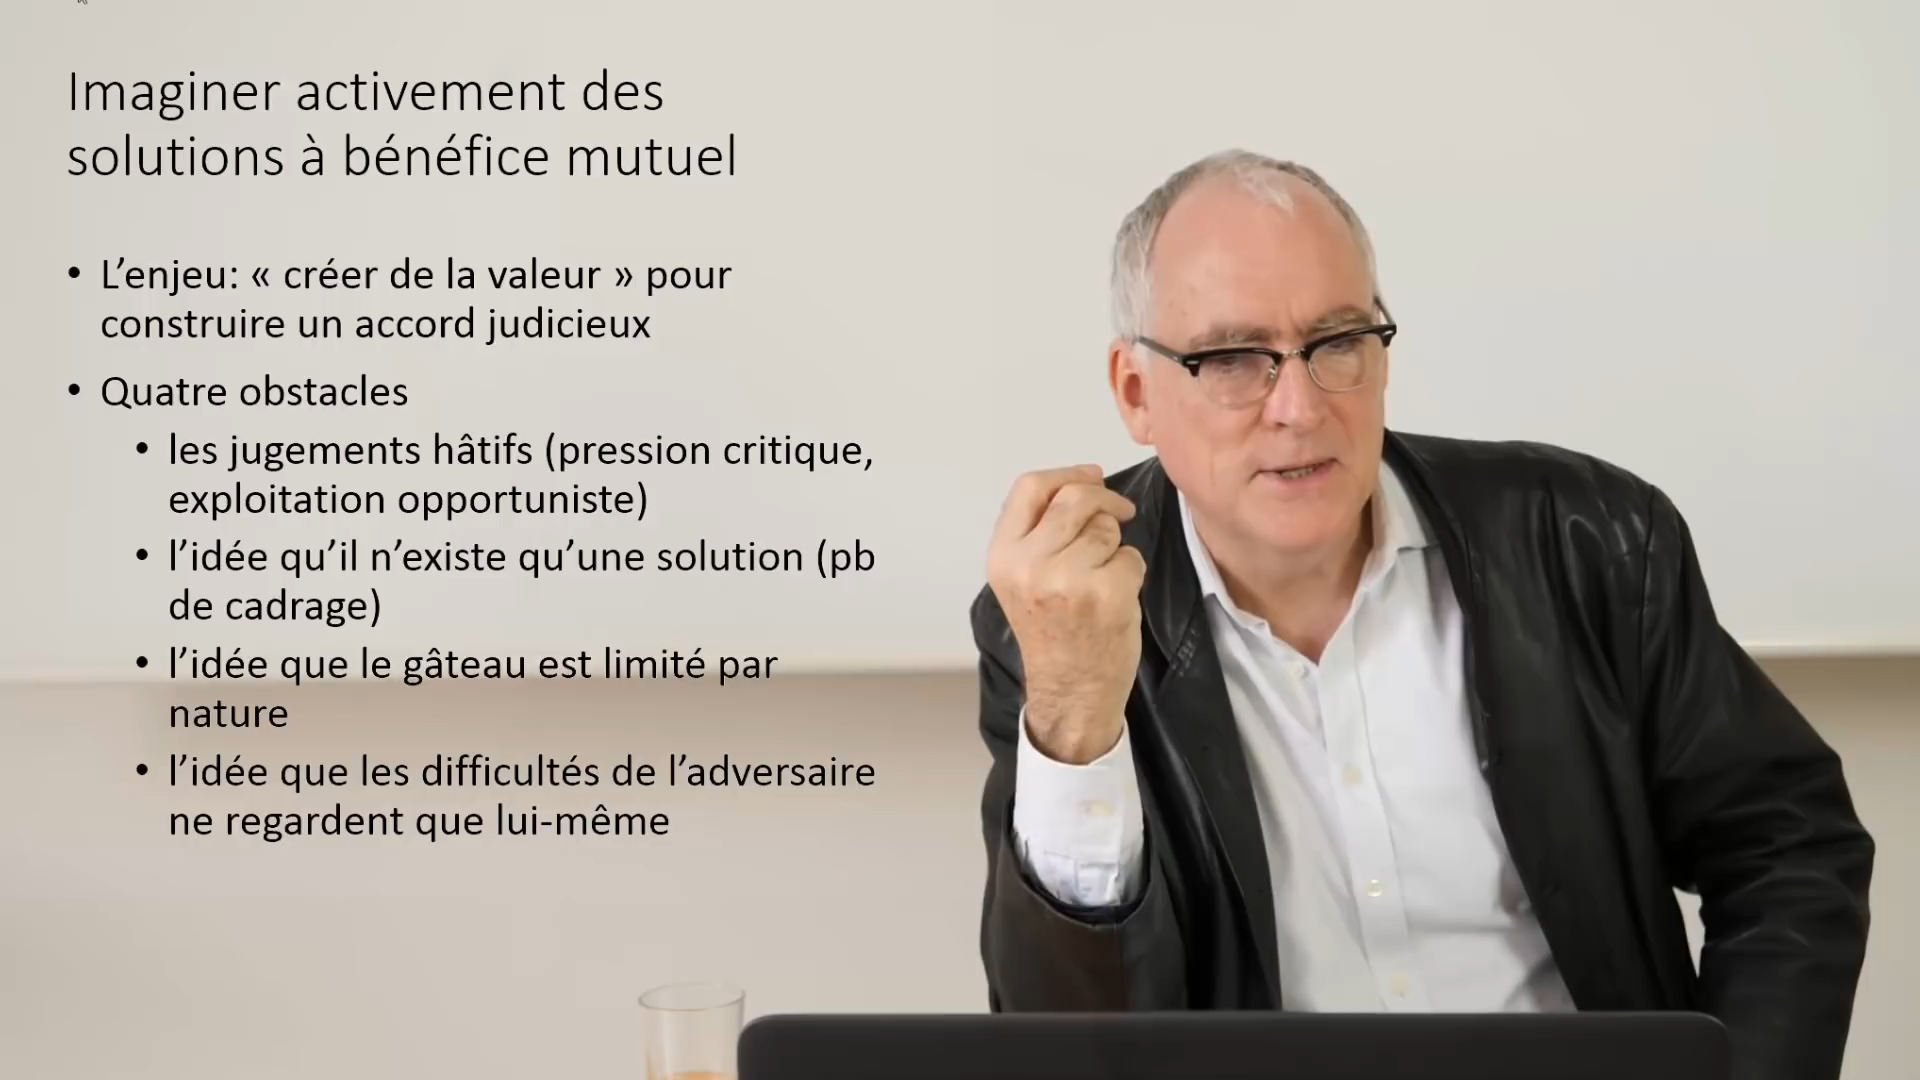 Imaginer activement des
solutions à bénéfice mutuel
• L’enjeu: « créer de la valeur » pour
construire un accord judicieux
• Quatre obstacles
• les jugements hâtifs (pression critique,
exploitation opportuniste)
• l’idée qu’il n’existe qu’une solution (pb
de cadrage)
• l’idée que le gâteau est limité par
nature
• l’idée que les difficultés de l’adversaire
ne regardent que lui-même